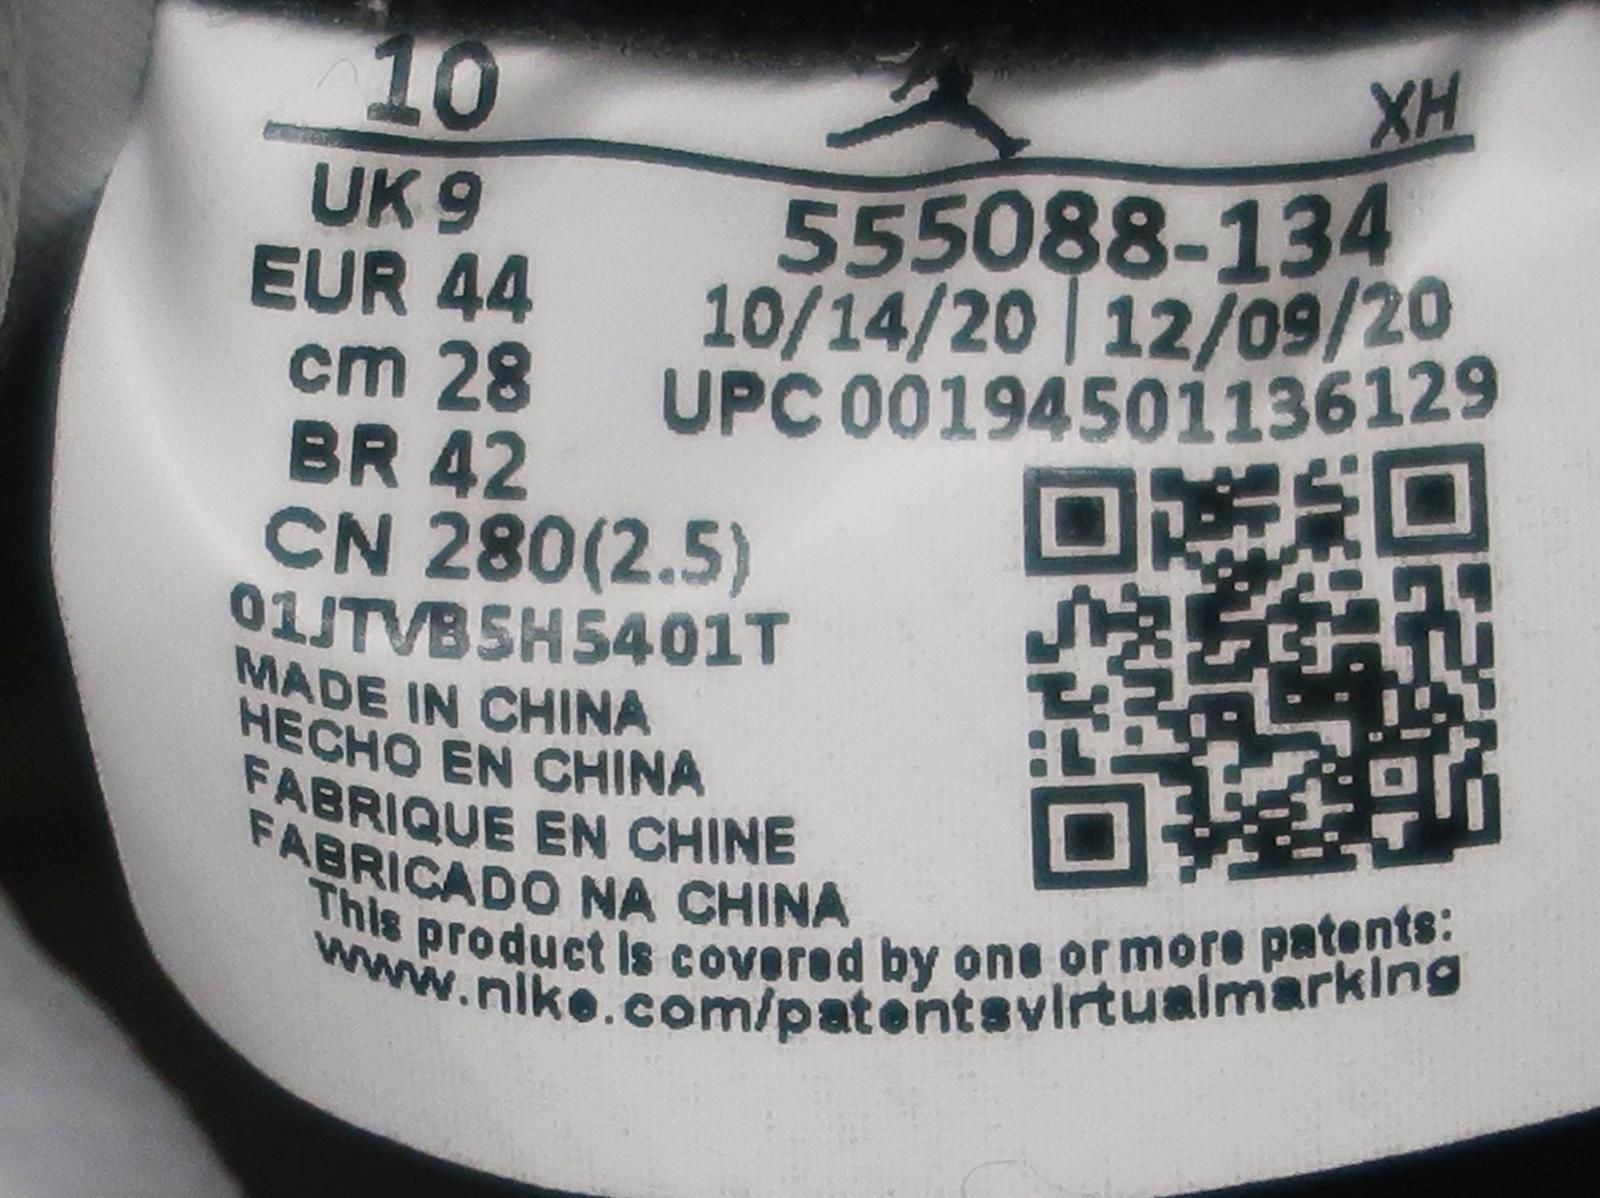 10 XH
UK 9
EUR 44
cm 28
BR 42
CN 280(2.5)
555088-134
10/14/20 | 12/09/20
UPC 00194501136129
01JTVB5H5401T
MADE IN CHINA
HECHO EN CHINA
FABRIQUE EN CHINE
FABRICADO NA CHINA
This product is covered by one or more patents:
www.nike.com/patentsvirtualmarking